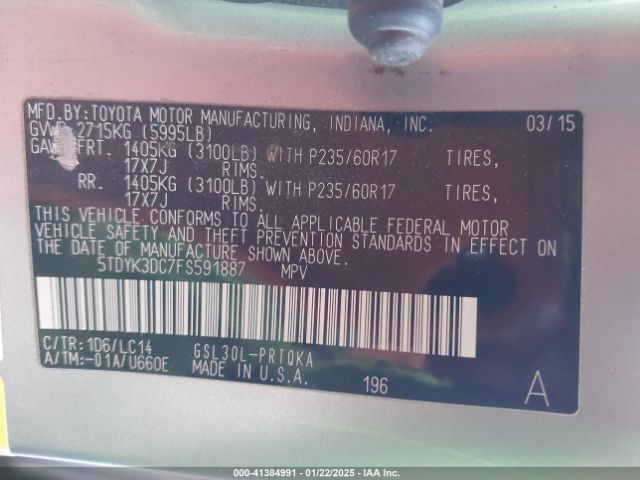 MFD.BY:TOYOTA MOTOR MANUFACTURING, INDIANA, INC. 03/15
GVW 2715KG (5995LB)
GAW FRT. 1405KG (3100LB) WITH P235/60R17 TIRES,
17X7J RIMS.
RR. 1405KG (3100LB) WITH P235/60R17 TIRES,
17X7J RIMS.
THIS VEHICLE CONFORMS TO ALL APPLICABLE FEDERAL MOTOR
VEHICLE SAFETY AND THEFT PREVENTION STANDARDS IN EFFECT ON
THE DATE OF MANUFACTURE SHOWN ABOVE.
5TDYK3DC7FS591887 MPV
C/TR:1D6/LC14 GSL30L-PRTQKA
A/TM:-01A/U660E MADE IN U.S.A. 196 A
00-41384991 - 01/22/2025 - IAA Inc.